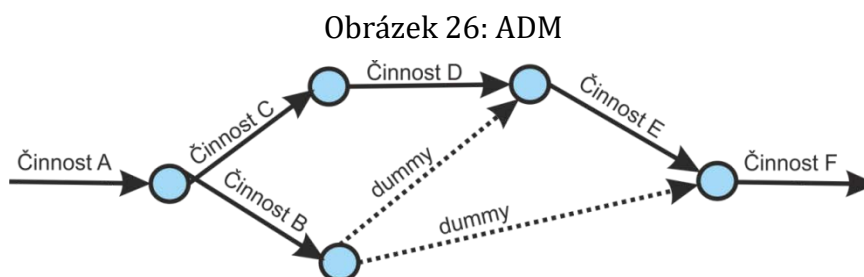 Obrázek 26: ADM
Činnost D
Činnost E
Činnost C
Činnost A
Činnost F
dummy
Činnost B
dummy